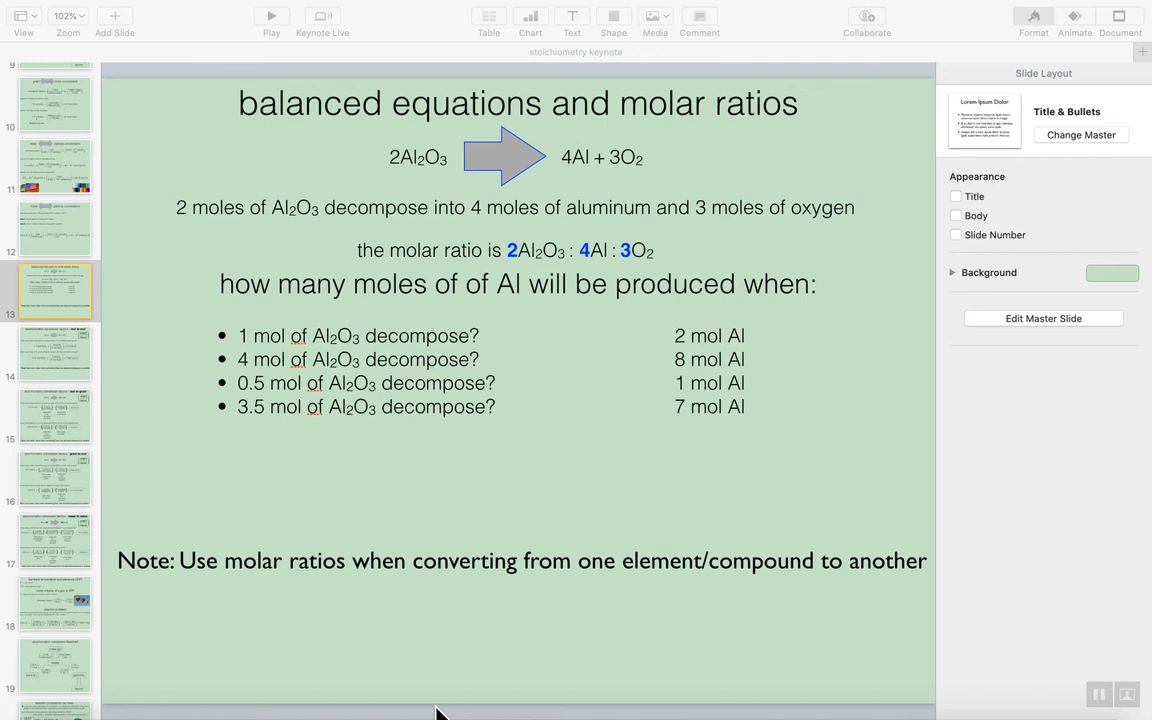 102%
View
Zoom
Add Slide
Play
Keynote Live
Table
Chart
Text
Shape
Media
Comment
Collaborate
Format
Animate
Document
stoichiometry keynote
9
10
11
12
13
14
15
16
17
18
19
balanced equations and molar ratios
2Al₂O₃ 4Al + 3O₂
2 moles of Al₂O₃ decompose into 4 moles of aluminum and 3 moles of oxygen
the molar ratio is 2Al₂O₃ : 4Al : 3O₂
how many moles of of Al will be produced when:
• 1 mol of Al₂O₃ decompose? 2 mol Al
• 4 mol of Al₂O₃ decompose? 8 mol Al
• 0.5 mol of Al₂O₃ decompose? 1 mol Al
• 3.5 mol of Al₂O₃ decompose? 7 mol Al
Note: Use molar ratios when converting from one element/compound to another
Slide Layout
Lorem Ipsum Dolor
Title & Bullets
Change Master
Appearance
Title
Body
Slide Number
Background
Edit Master Slide